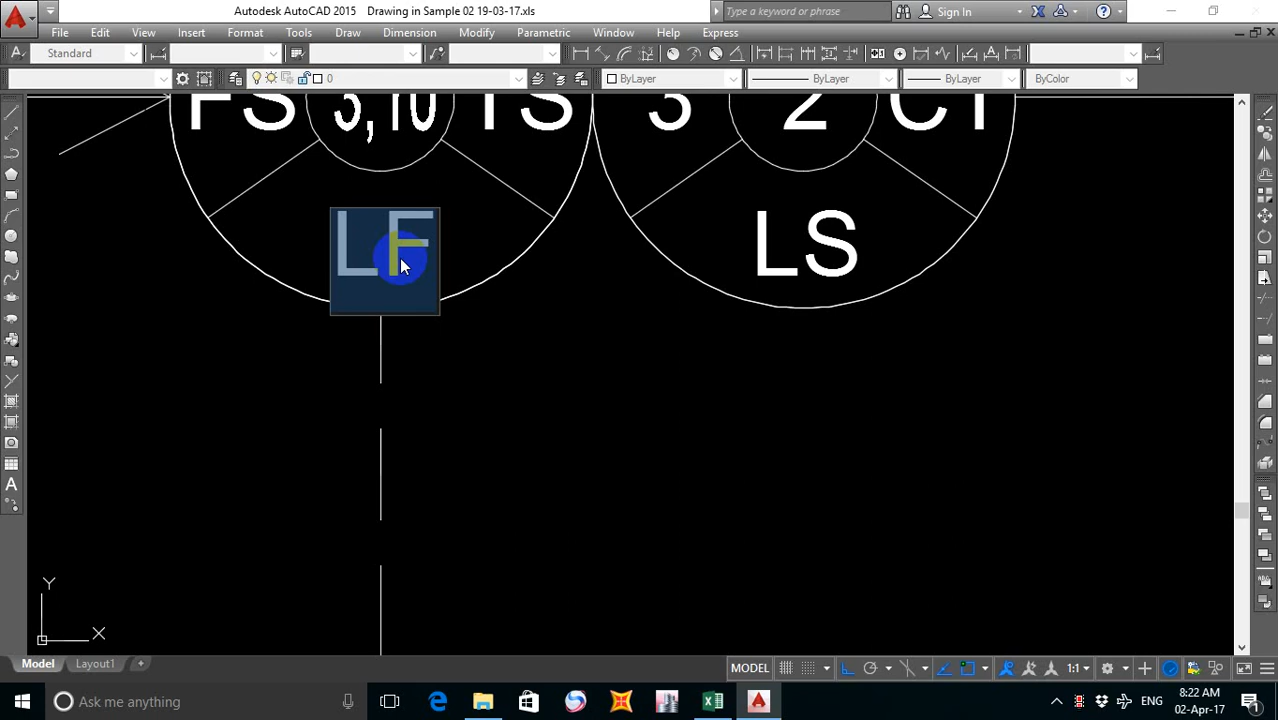 Autodesk AutoCAD 2015 Drawing in Sample 02 19-03-17.xls
Type a keyword or phrase
Sign In
File Edit View Insert Format Tools Draw Dimension Modify Parametric Window Help Express
Standard
0
ByLayer
ByLayer
ByLayer
ByColor
FS 3,10 TS 3 2 CT
LF LS
Y
X
Model Layout1
MODEL
1:1
Ask me anything
ENG
8:22 AM
02-Apr-17